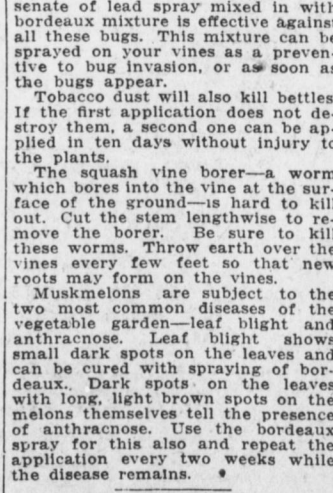 senate of lead spray mixed in with
bordeaux mixture is effective agains
all these bugs. This mixture can be
sprayed on your vines as a preven-
tive to bug invasion, or as soon as
the bugs appear.
Tobacco dust will also kill bettles
If the first application does not de-
stroy them, a second one can be ap-
plied in ten days without injury to
the plants.
The squash vine borer—a worm
which bores into the vine at the sur-
face of the ground—is hard to kill
out. Cut the stem lengthwise to re-
move the borer. Be sure to kill
these worms. Throw earth over the
vines every few feet so that new
roots may form on the vines.
Muskmelons are subject to the
two most common diseases of the
vegetable garden—leaf blight and
anthracnose. Leaf blight shows
small dark spots on the leaves and
can be cured with spraying of bor-
deaux. Dark spots on the leaves
with long, light brown spots on the
melons themselves tell the presence
of anthracnose. Use the bordeaux
spray for this also and repeat the
application every two weeks while
the disease remains.